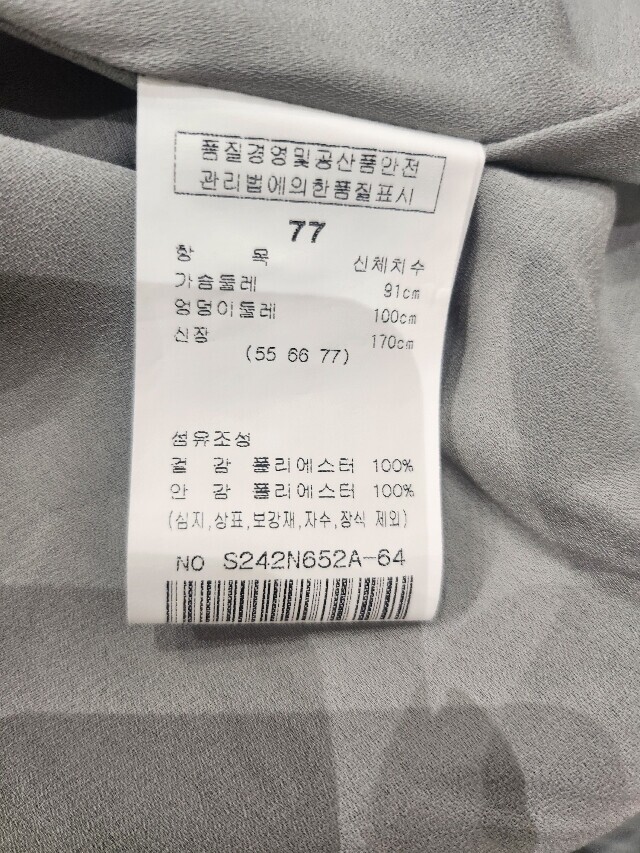 품질경영및공산품안전
관리법에의한품질표시
77
항 목 신체치수
가슴둘레 91cm
엉덩이둘레 100cm
신장 170cm
(55 66 77)
섬유조성
겉 감 폴리에스터 100%
안 감 폴리에스터 100%
(심지,상표,보강재,자수,장식 제외)
NO S242N652A-64